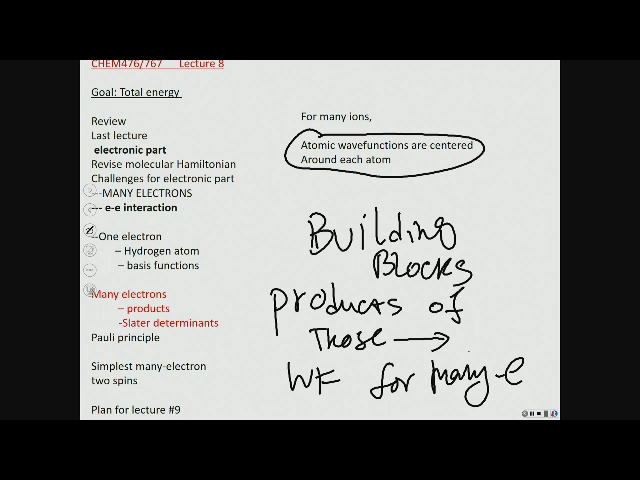 CHEM476/767 Lecture 8
Goal: Total energy
Review
Last lecture
electronic part
Revise molecular Hamiltonian
Challenges for electronic part
---MANY ELECTRONS
--- e-e interaction
--One electron
– Hydrogen atom
– basis functions
Many electrons
– products
-Slater determinants
Pauli principle
Simplest many-electron
two spins
Plan for lecture #9
For many ions,
Atomic wavefunctions are centered
Around each atom
Building
Blocks
products of
Those →
WF for many-e